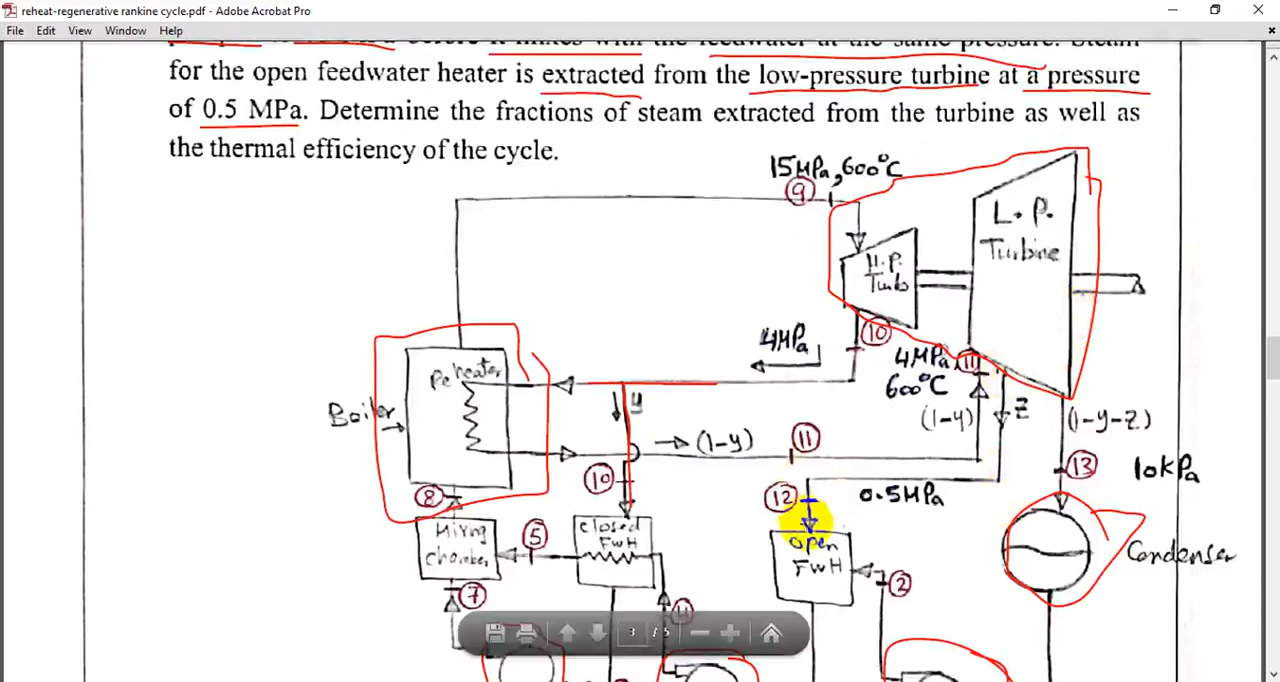 reheat-regenerative rankine cycle.pdf - Adobe Acrobat Pro
File Edit View Window Help
for the open feedwater heater is extracted from the low-pressure turbine at a pressure
of 0.5 MPa. Determine the fractions of steam extracted from the turbine as well as
the thermal efficiency of the cycle.
15MPa, 600°C
9
L. P.
Turbine
H.P.
Turb
10
4MPa
4MPa,
11
600°C
Reheater
Boiler
y
(1-y)
z
(1-y-z)
(1-y)
11
13
10kPa
10
12
0.5MPa
8
Mixing
chamber
5
closed
FWH
open
FWH
2
Condenser
7
4
3 / 5